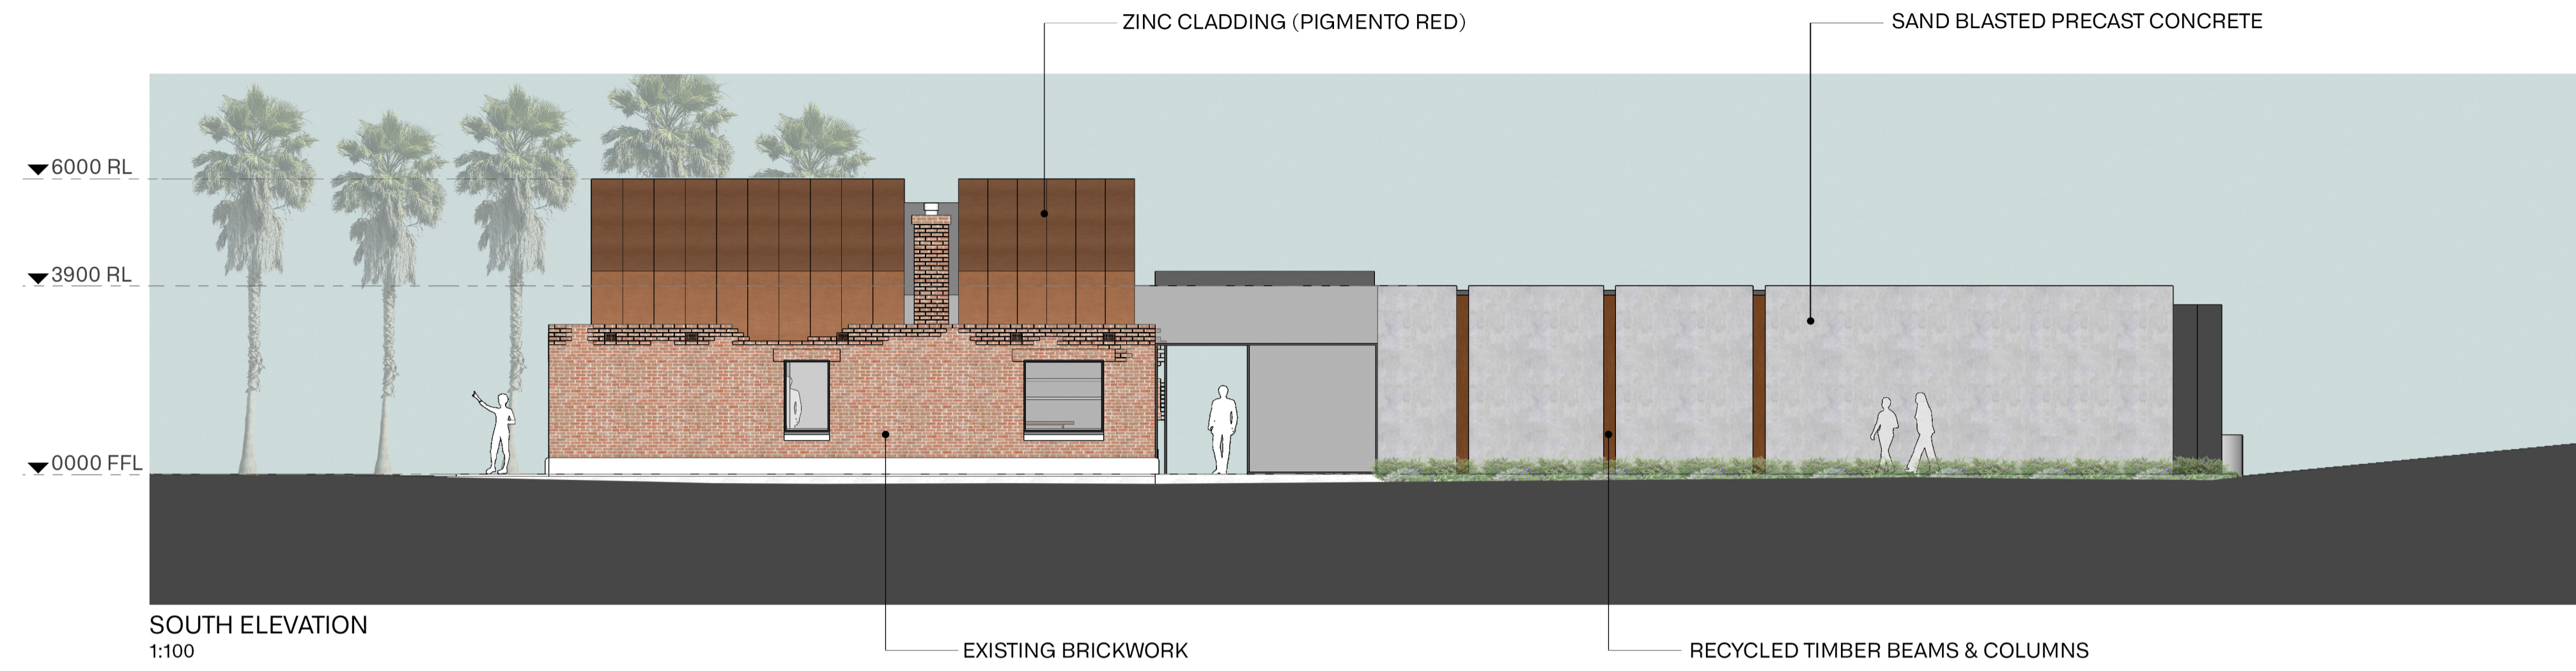 ZINC CLADDING (PIGMENTO RED)
SAND BLASTED PRECAST CONCRETE
6000 RL
3900 RL
0000 FFL
SOUTH ELEVATION
1:100
EXISTING BRICKWORK
RECYCLED TIMBER BEAMS & COLUMNS